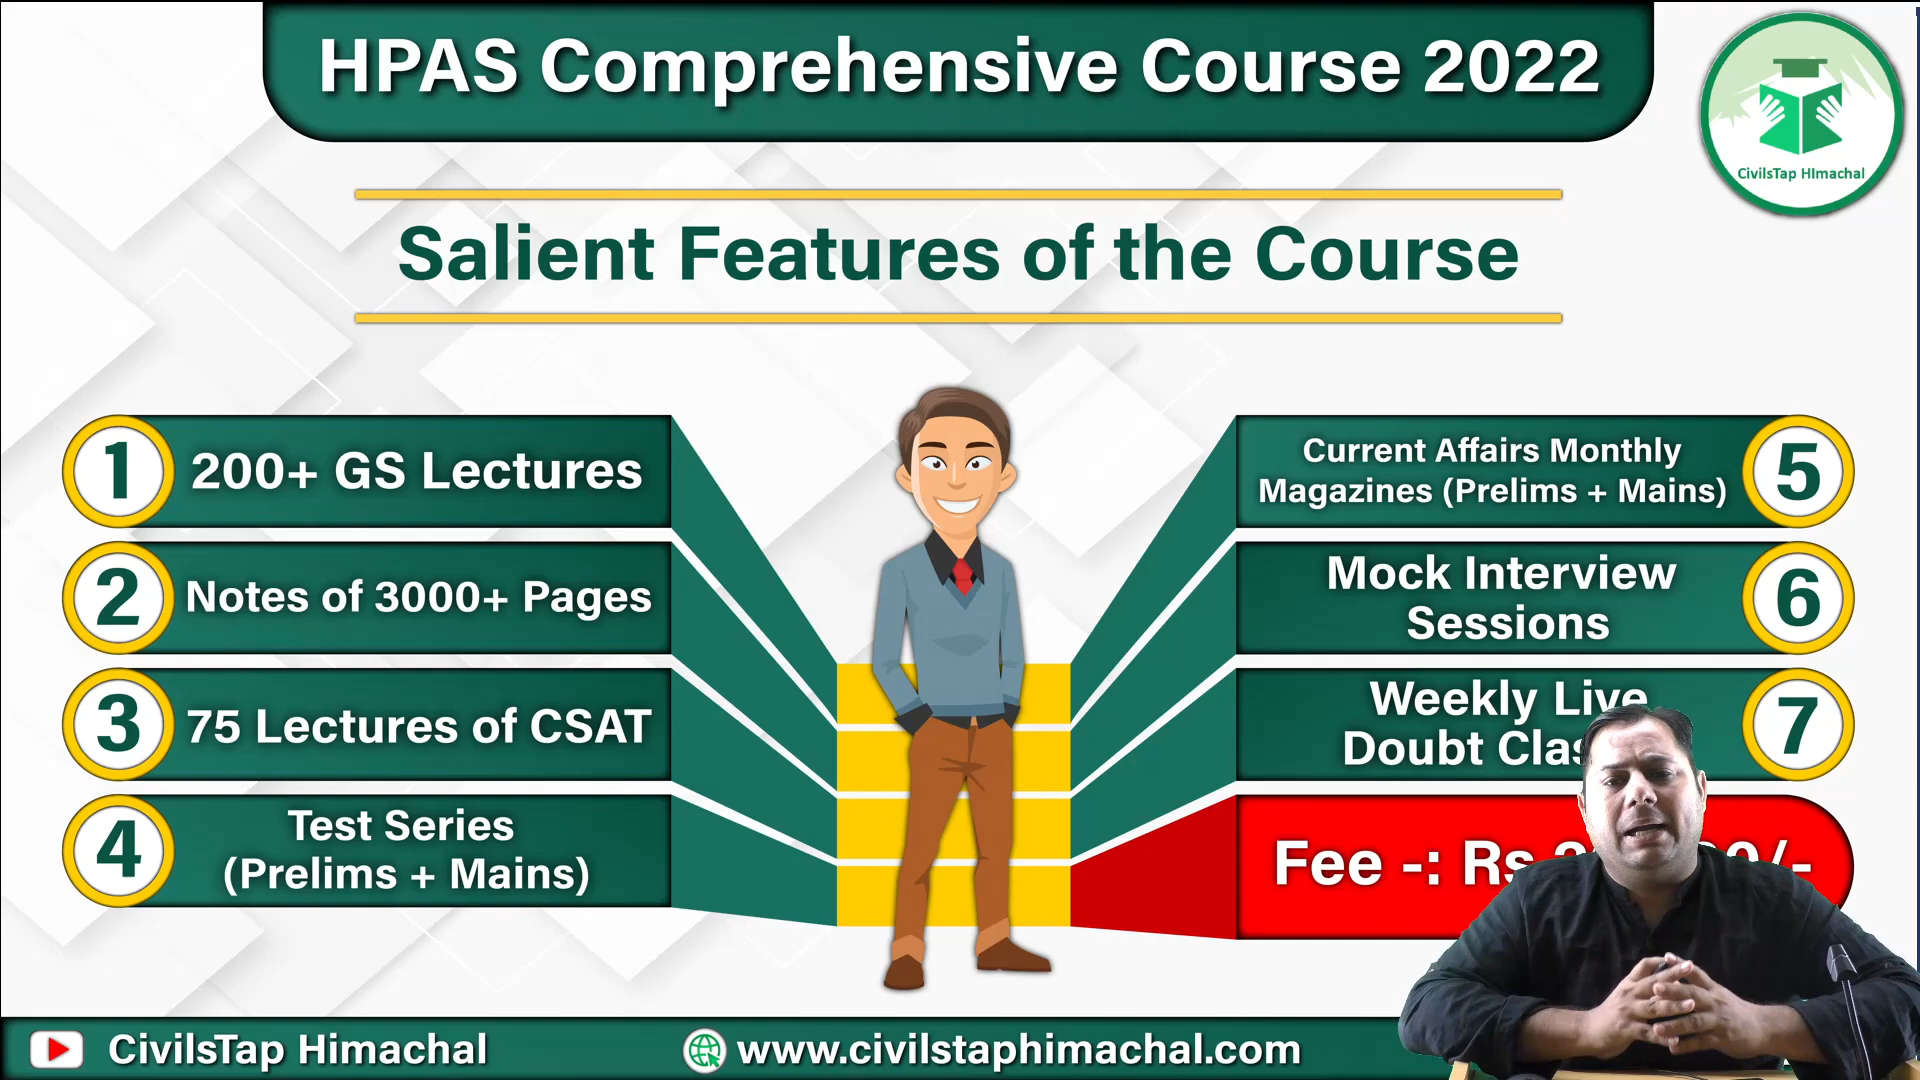 HPAS Comprehensive Course 2022
CivilsTap HImachal
Salient Features of the Course
1
200+ GS Lectures
2
Notes of 3000+ Pages
3
75 Lectures of CSAT
4
Test Series
(Prelims + Mains)
Current Affairs Monthly
Magazines (Prelims + Mains)
5
Mock Interview
Sessions
6
Weekly Live
Doubt
7
Fee -: Rs
CivilsTap Himachal
www.civilstaphimachal.com